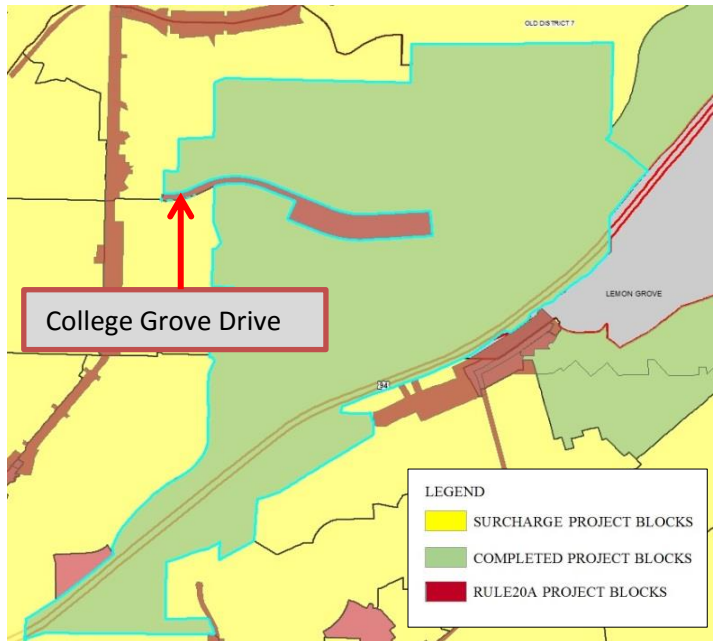 OLD DISTRICT 7
College Grove Drive
LEMON GROVE
94
LEGEND
SURCHARGE PROJECT BLOCKS
COMPLETED PROJECT BLOCKS
RULE20A PROJECT BLOCKS